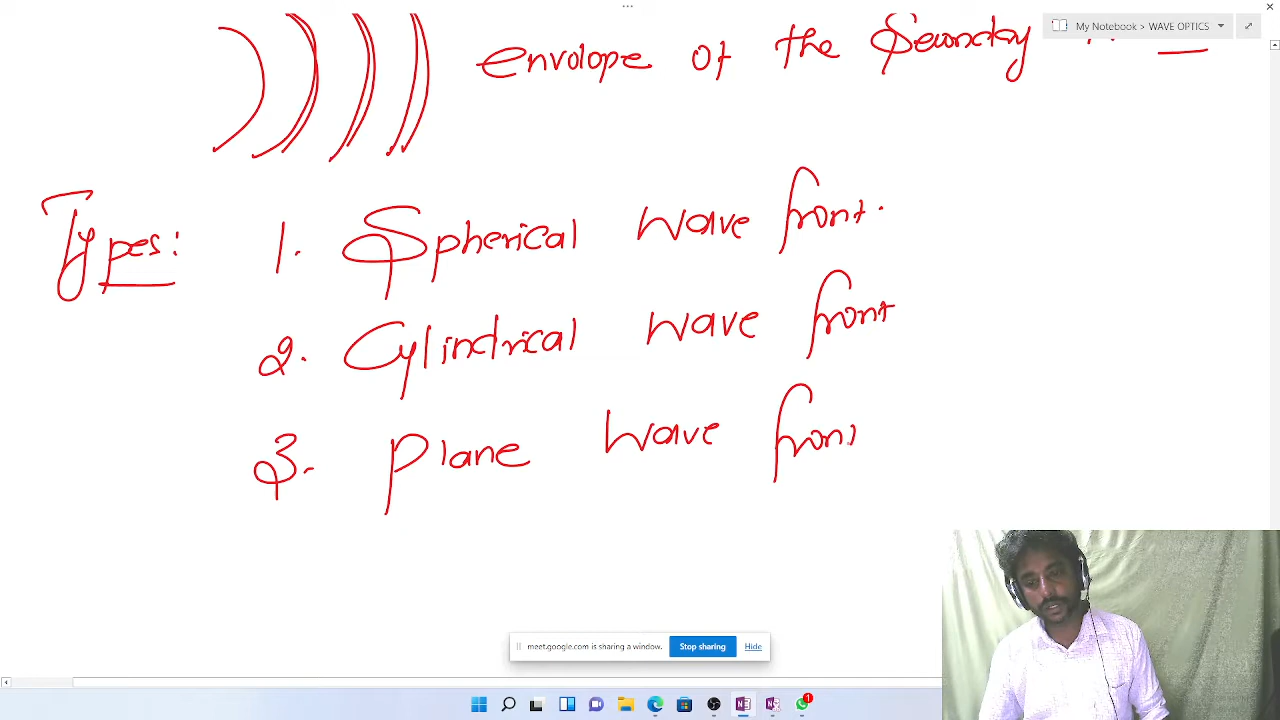 My Notebook > WAVE OPTICS
envolope of the Secondary
Types: 1. Spherical Wave front.
2. Cylindrical Wave front
3. Plane Wave front
meet.google.com is sharing a window. Stop sharing Hide
1